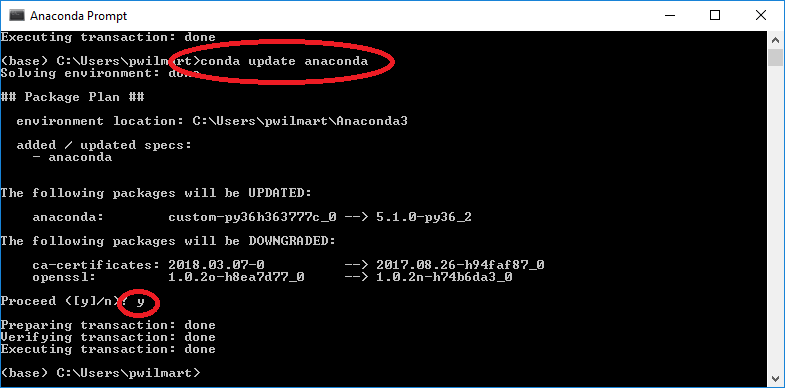 Anaconda Prompt
Executing transaction: done
(base) C:\Users\pwilmart>conda update anaconda
Solving environment: done
## Package Plan ##
environment location: C:\Users\pwilmart\Anaconda3
added / updated specs:
- anaconda
The following packages will be UPDATED:
anaconda: custom-py36h363777c_0 --> 5.1.0-py36_2
The following packages will be DOWNGRADED:
ca-certificates: 2018.03.07-0 --> 2017.08.26-h94faf87_0
openssl: 1.0.2o-h8ea7d77_0 --> 1.0.2n-h74b6da3_0
Proceed ([y]/n)? y
Preparing transaction: done
Verifying transaction: done
Executing transaction: done
(base) C:\Users\pwilmart>